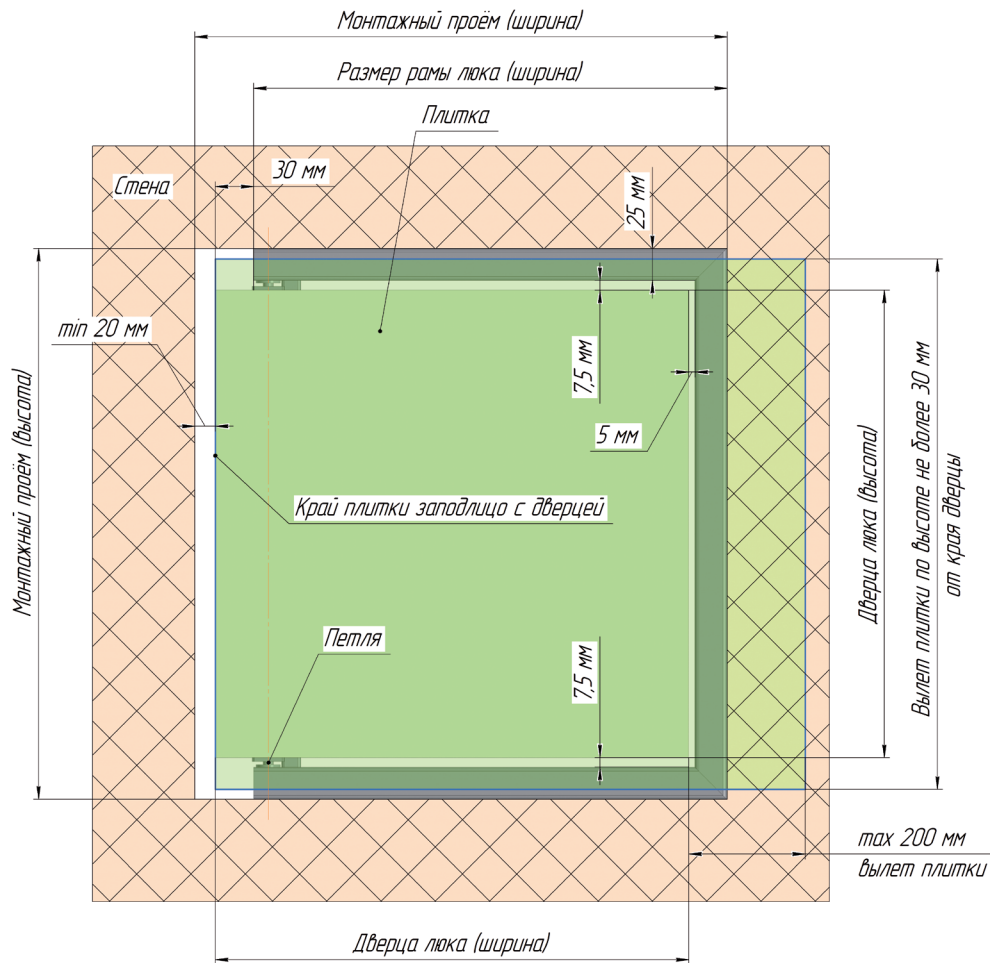 Монтажный проём (ширина)
Размер рамы люка (ширина)
Плитка
Стена
30 мм
25 мм
min 20 мм
7,5 мм
5 мм
Монтажный проём (высота)
Край плитки заподлицо с дверцей
Дверца люка (высота)
Вылет плитки по высоте не более 30 мм
от края дверцы
Петля
7,5 мм
max 200 мм
вылет плитки
Дверца люка (ширина)